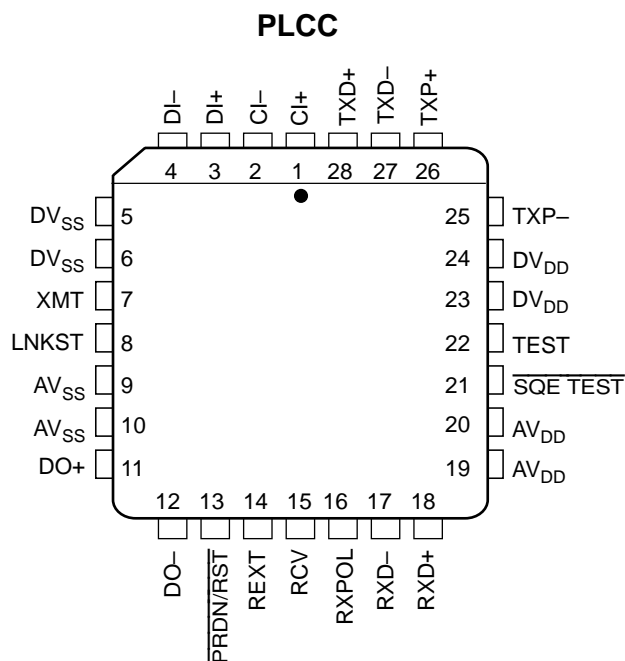 PLCC
DI–
DI+
CI–
CI+
TXD+
TXD–
TXP+
4 3 2 1 28 27 26
DVSS 5 25 TXP–
DVSS 6 24 DVDD
XMT 7 23 DVDD
LNKST 8 22 TEST
AVSS 9 21 SQE TEST
AVSS 10 20 AVDD
DO+ 11 19 AVDD
12 13 14 15 16 17 18
DO–
PRDN/RST
REXT
RCV
RXPOL
RXD–
RXD+